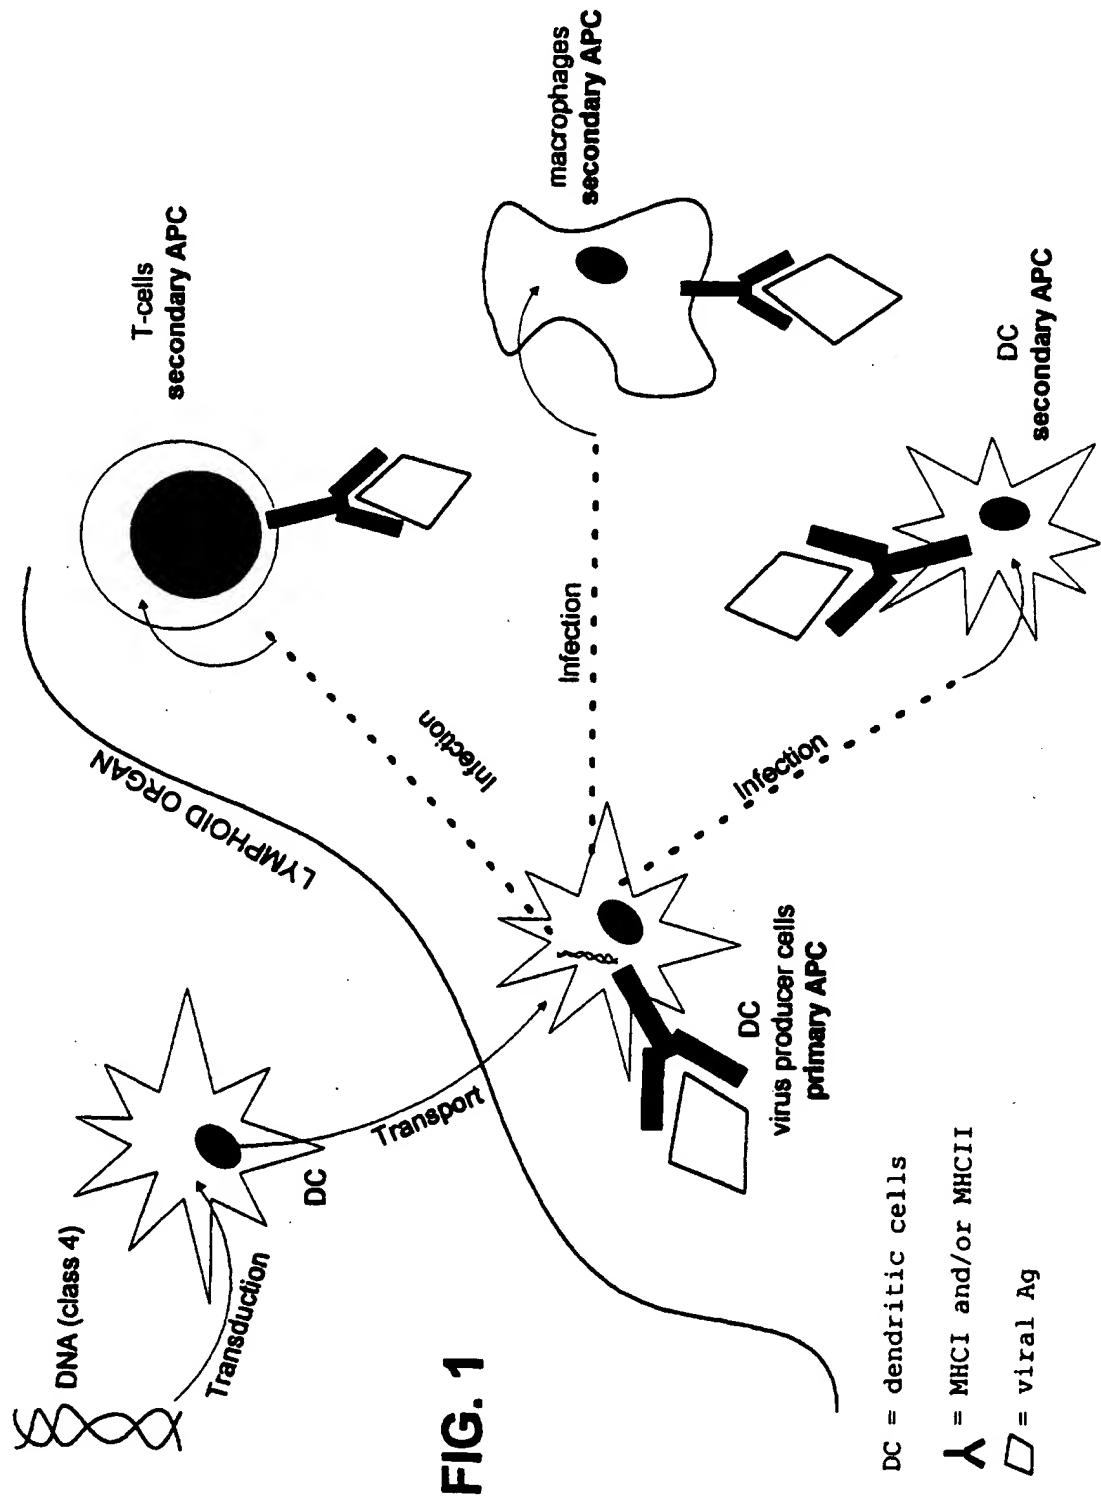 DNA (class 4)
Transduction
DC
Transport
LYMPHOID ORGAN
T-cells
secondary APC
Infection
Infection
Infection
macrophages
secondary APC
DC
secondary APC
DC
virus producer cells
primary APC
FIG. 1
DC = dendritic cells
= MHCI and/or MHCII
= viral Ag